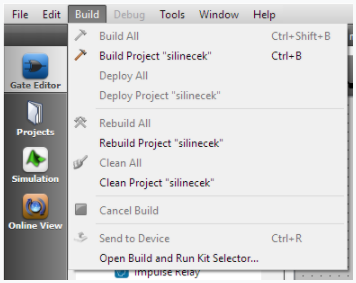 File Edit Build Debug Tools Window Help
Build All Ctrl+Shift+B
Build Project "silinecek" Ctrl+B
Deploy All
Deploy Project "silinecek"
Rebuild All
Rebuild Project "silinecek"
Clean All
Clean Project "silinecek"
Cancel Build
Send to Device Ctrl+R
Open Build and Run Kit Selector...
Gate Editor
Projects
Simulation
Online View
Impulse Relay